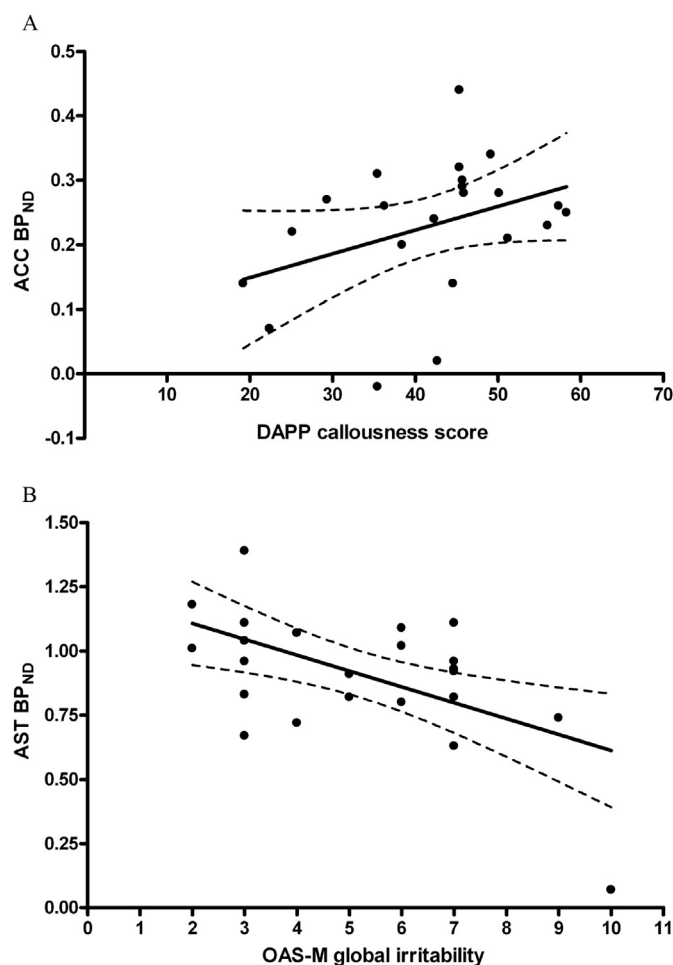 A
0.5
0.4
0.3
0.2
0.1
0.0
-0.1
ACC BPND
10 20 30 40 50 60 70
DAPP callousness score
B
1.50
1.25
1.00
0.75
0.50
0.25
0.00
AST BPND
0 1 2 3 4 5 6 7 8 9 10 11
OAS-M global irritability